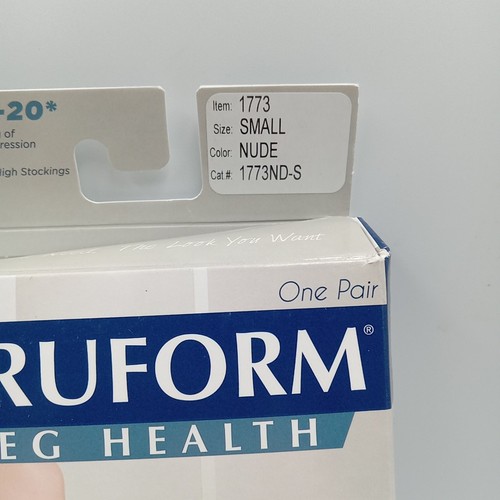 -20*
g of
ression
High Stockings
Item: 1773
Size: SMALL
Color: NUDE
Cat.#: 1773ND-S
The Look You Want
One Pair
RUFORM®
EG HEALTH